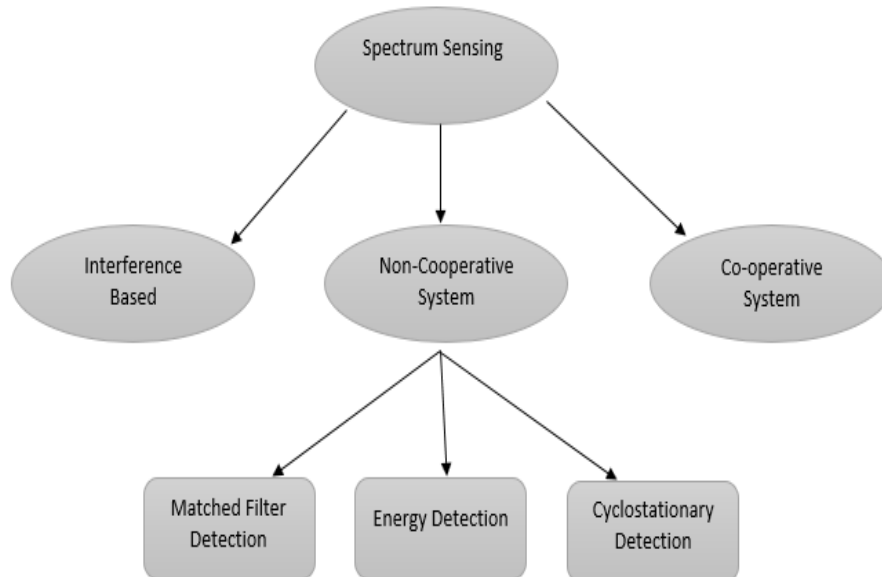 Spectrum Sensing
Interference
Based
Non-Cooperative
System
Co-operative
System
Matched Filter
Detection
Energy Detection
Cyclostationary
Detection